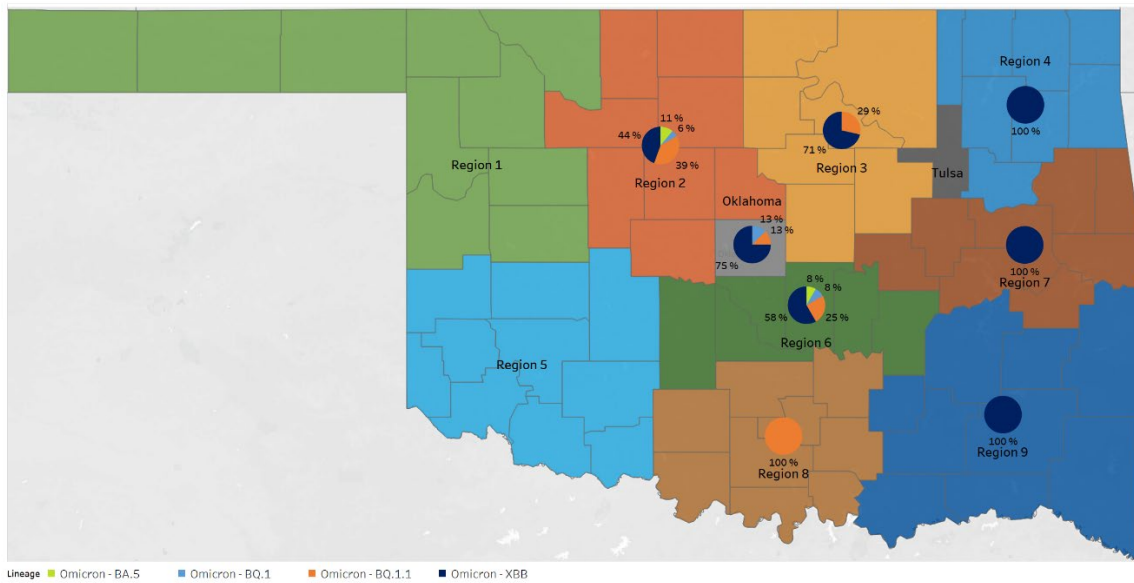 Region 4
100 %
11 %
6 %
44 %
39 %
Region 2
29 %
71 %
Region 3
Region 1
Tulsa
Oklahoma
13 %
13 %
75 %
100 %
Region 7
8 %
8 %
58 %
25 %
Region 6
Region 5
100 %
Region 8
100 %
Region 9
Lineage Omicron - BA.5 Omicron - BQ.1 Omicron - BQ.1.1 Omicron - XBB